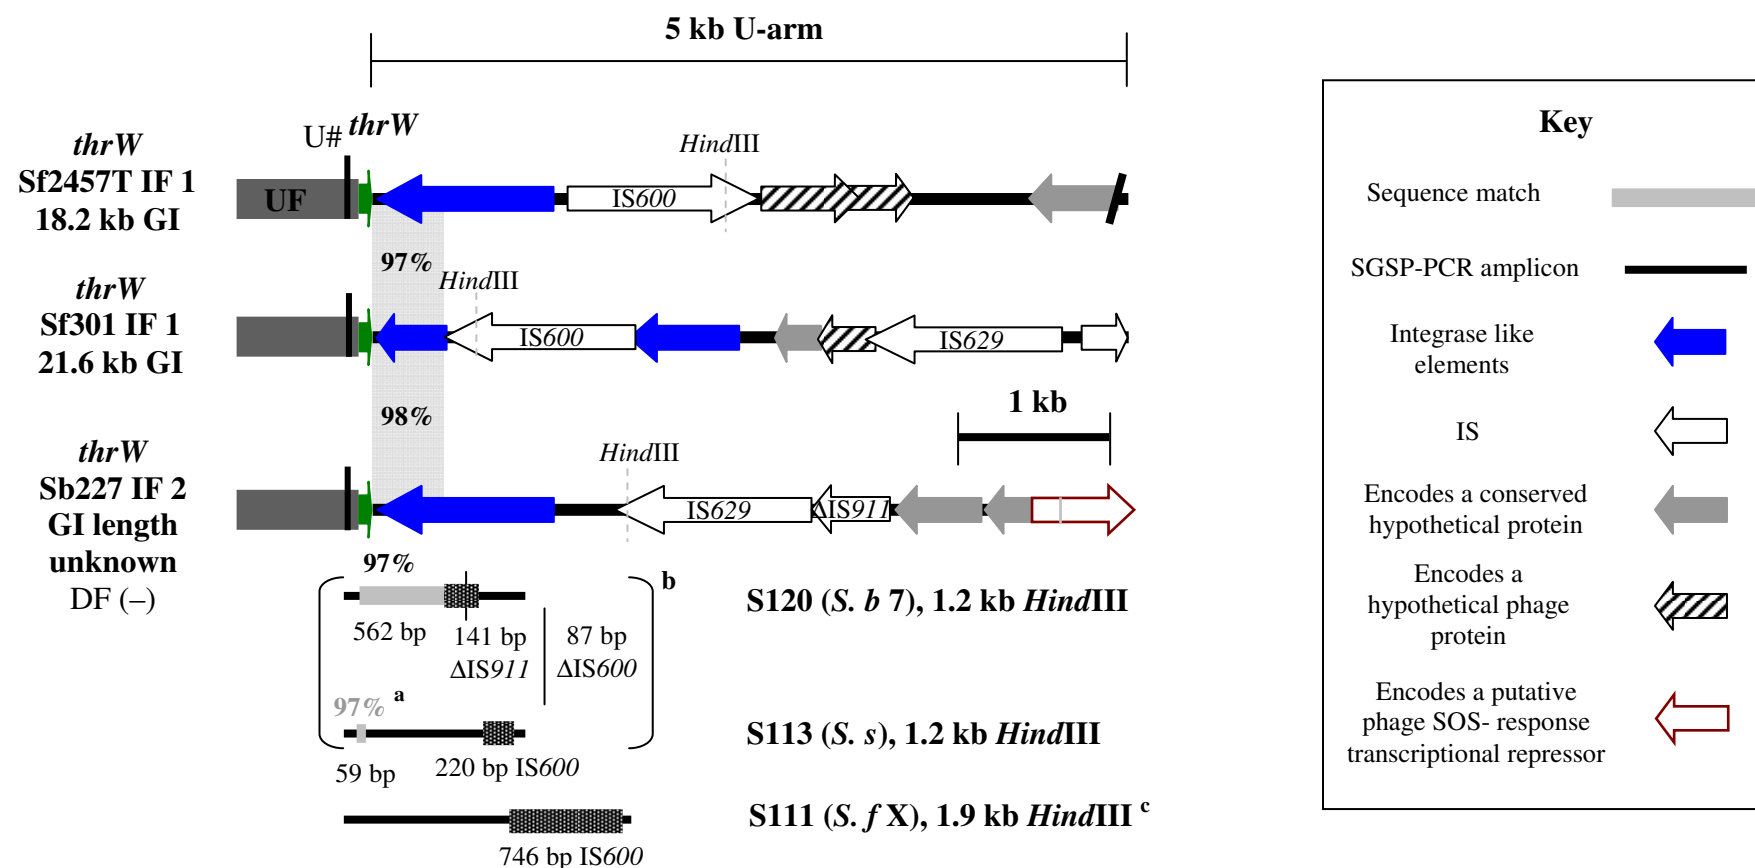 5 kb U-arm
thrW
Sf2457T IF 1
18.2 kb GI
U#
thrW
UF
HindIII
IS600
97%
thrW
Sf301 IF 1
21.6 kb GI
HindIII
IS600
IS629
98%
1 kb
thrW
Sb227 IF 2
GI length
unknown
DF (–)
HindIII
IS629
ΔIS911
97%
b
562 bp
141 bp
ΔIS911
87 bp
ΔIS600
S120 (S. b 7), 1.2 kb HindIII
97% a
59 bp
220 bp IS600
S113 (S. s), 1.2 kb HindIII
746 bp IS600
S111 (S. f X), 1.9 kb HindIII c
Key
Sequence match
SGSP-PCR amplicon
Integrase like
elements
IS
Encodes a conserved
hypothetical protein
Encodes a
hypothetical phage
protein
Encodes a putative
phage SOS- response
transcriptional repressor